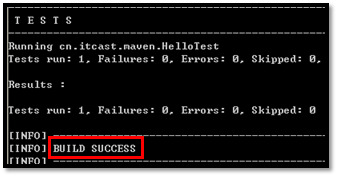 T E S T S
Running cn.itcast.maven.HelloTest
Tests run: 1, Failures: 0, Errors: 0, Skipped: 0,
Results :
Tests run: 1, Failures: 0, Errors: 0, Skipped: 0
[INFO]
[INFO] BUILD SUCCESS
[INFO]